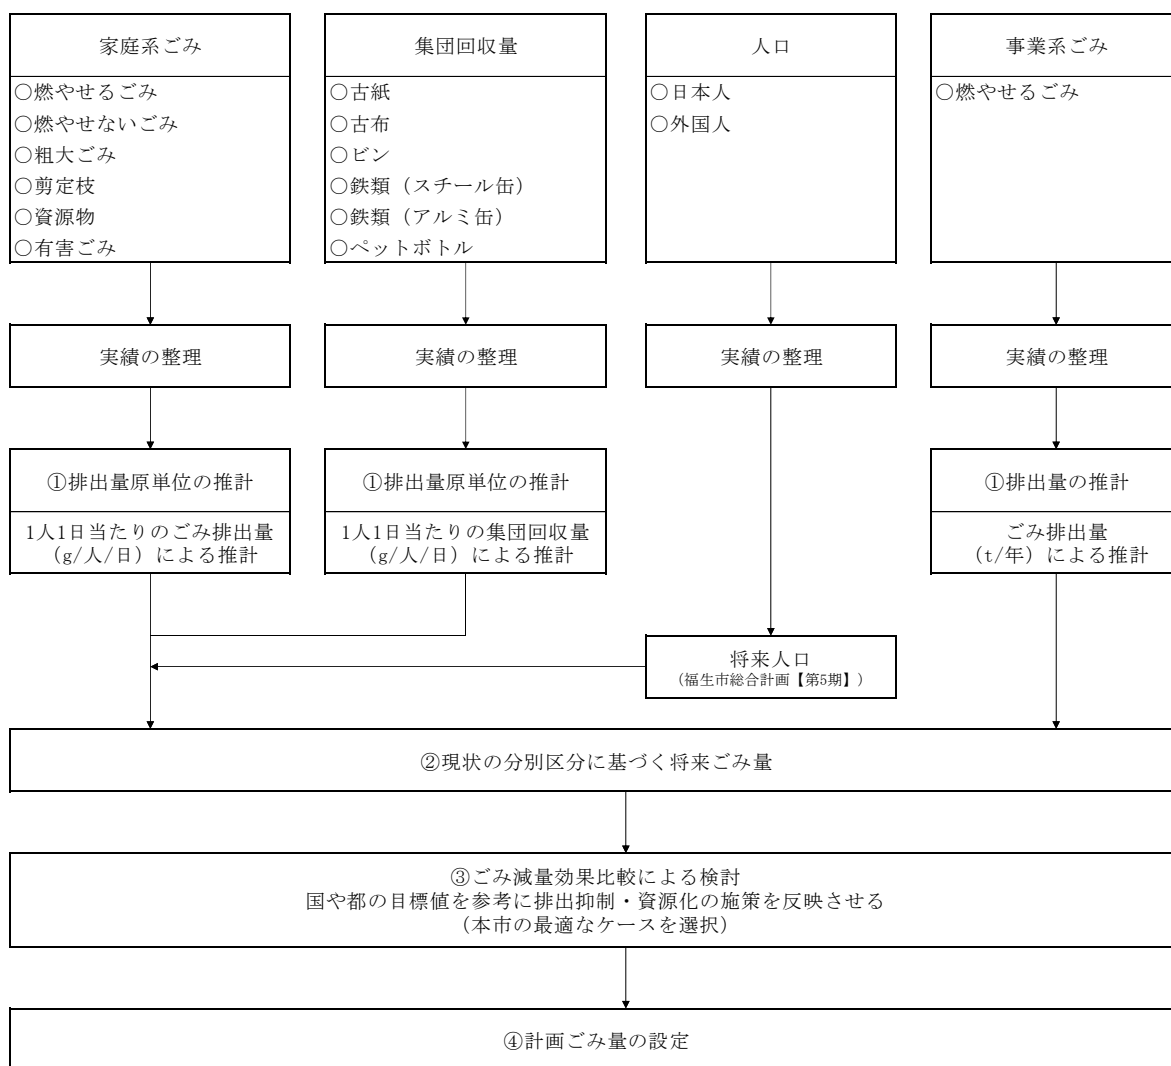 家庭系ごみ
○燃やせるごみ
○燃やせないごみ
○粗大ごみ
○剪定枝
○資源物
○有害ごみ
集団回収量
○古紙
○古布
○ビン
○鉄類（スチール缶）
○鉄類（アルミ缶）
○ペットボトル
人口
○日本人
○外国人
事業系ごみ
○燃やせるごみ
実績の整理
実績の整理
実績の整理
実績の整理
①排出量原単位の推計
1人1日当たりのごみ排出量
（g/人/日）による推計
①排出量原単位の推計
1人1日当たりの集団回収量
（g/人/日）による推計
①排出量の推計
ごみ排出量
（t/年）による推計
将来人口
（福生市総合計画【第5期】）
②現状の分別区分に基づく将来ごみ量
③ごみ減量効果比較による検討
国や都の目標値を参考に排出抑制・資源化の施策を反映させる
（本市の最適なケースを選択）
④計画ごみ量の設定